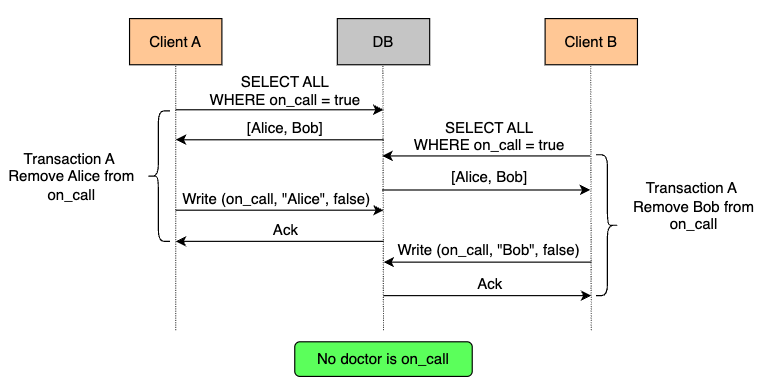 Client A
DB
Client B
SELECT ALL
WHERE on_call = true
[Alice, Bob]
SELECT ALL
WHERE on_call = true
Transaction A
Remove Alice from
on_call
[Alice, Bob]
Write (on_call, "Alice", false)
Transaction A
Remove Bob from
on_call
Ack
Write (on_call, "Bob", false)
Ack
No doctor is on_call